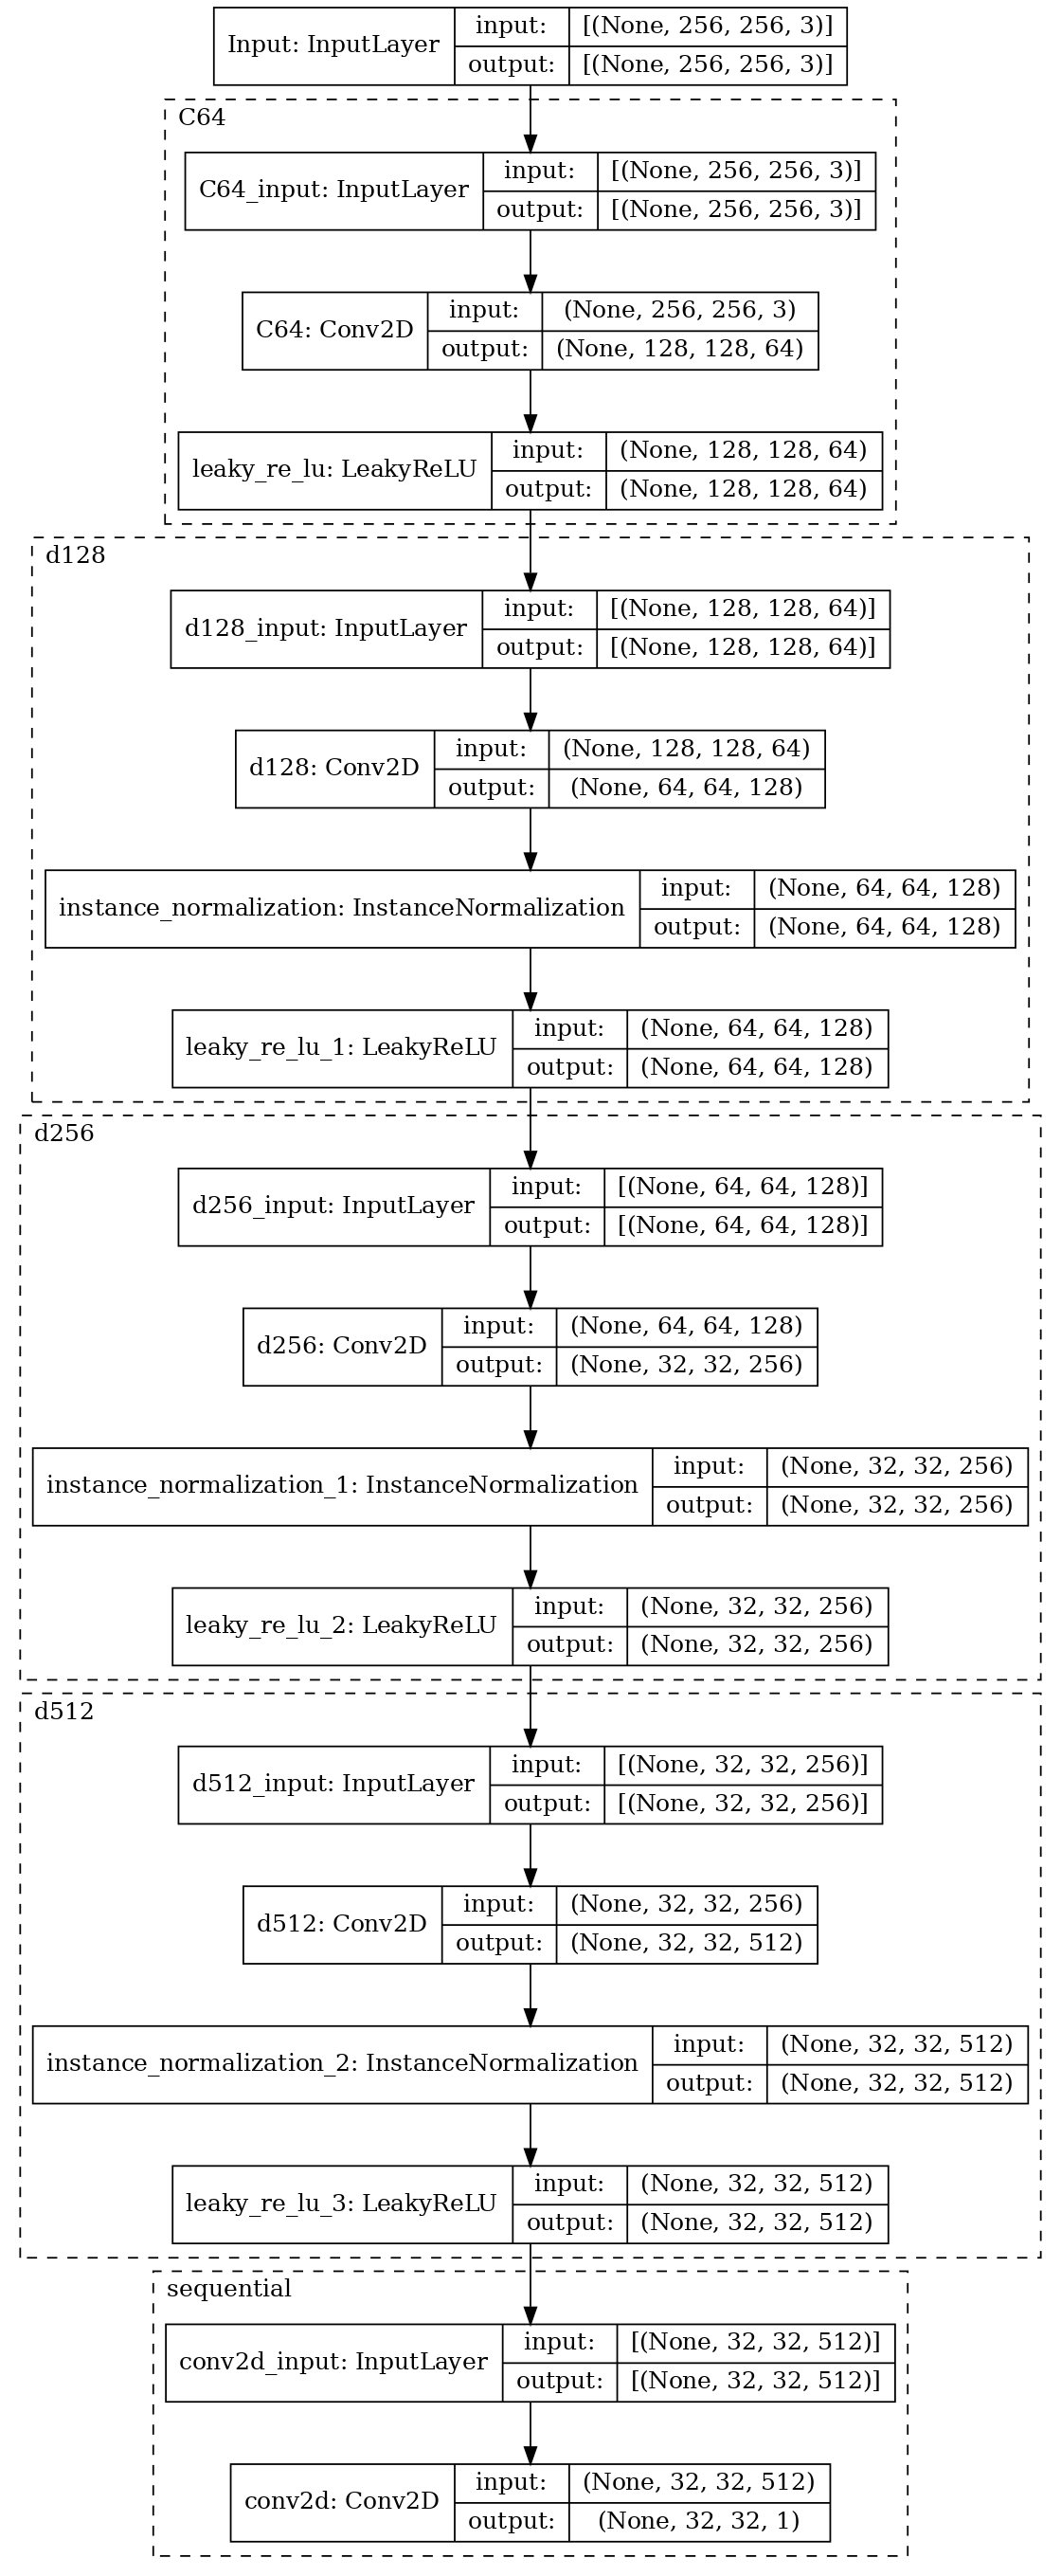 Input: InputLayer
input: [(None, 256, 256, 3)]
output: [(None, 256, 256, 3)]
C64
C64_input: InputLayer
input: [(None, 256, 256, 3)]
output: [(None, 256, 256, 3)]
C64: Conv2D
input: (None, 256, 256, 3)
output: (None, 128, 128, 64)
leaky_re_lu: LeakyReLU
input: (None, 128, 128, 64)
output: (None, 128, 128, 64)
d128
d128_input: InputLayer
input: [(None, 128, 128, 64)]
output: [(None, 128, 128, 64)]
d128: Conv2D
input: (None, 128, 128, 64)
output: (None, 64, 64, 128)
instance_normalization: InstanceNormalization
input: (None, 64, 64, 128)
output: (None, 64, 64, 128)
leaky_re_lu_1: LeakyReLU
input: (None, 64, 64, 128)
output: (None, 64, 64, 128)
d256
d256_input: InputLayer
input: [(None, 64, 64, 128)]
output: [(None, 64, 64, 128)]
d256: Conv2D
input: (None, 64, 64, 128)
output: (None, 32, 32, 256)
instance_normalization_1: InstanceNormalization
input: (None, 32, 32, 256)
output: (None, 32, 32, 256)
leaky_re_lu_2: LeakyReLU
input: (None, 32, 32, 256)
output: (None, 32, 32, 256)
d512
d512_input: InputLayer
input: [(None, 32, 32, 256)]
output: [(None, 32, 32, 256)]
d512: Conv2D
input: (None, 32, 32, 256)
output: (None, 32, 32, 512)
instance_normalization_2: InstanceNormalization
input: (None, 32, 32, 512)
output: (None, 32, 32, 512)
leaky_re_lu_3: LeakyReLU
input: (None, 32, 32, 512)
output: (None, 32, 32, 512)
sequential
conv2d_input: InputLayer
input: [(None, 32, 32, 512)]
output: [(None, 32, 32, 512)]
conv2d: Conv2D
input: (None, 32, 32, 512)
output: (None, 32, 32, 1)